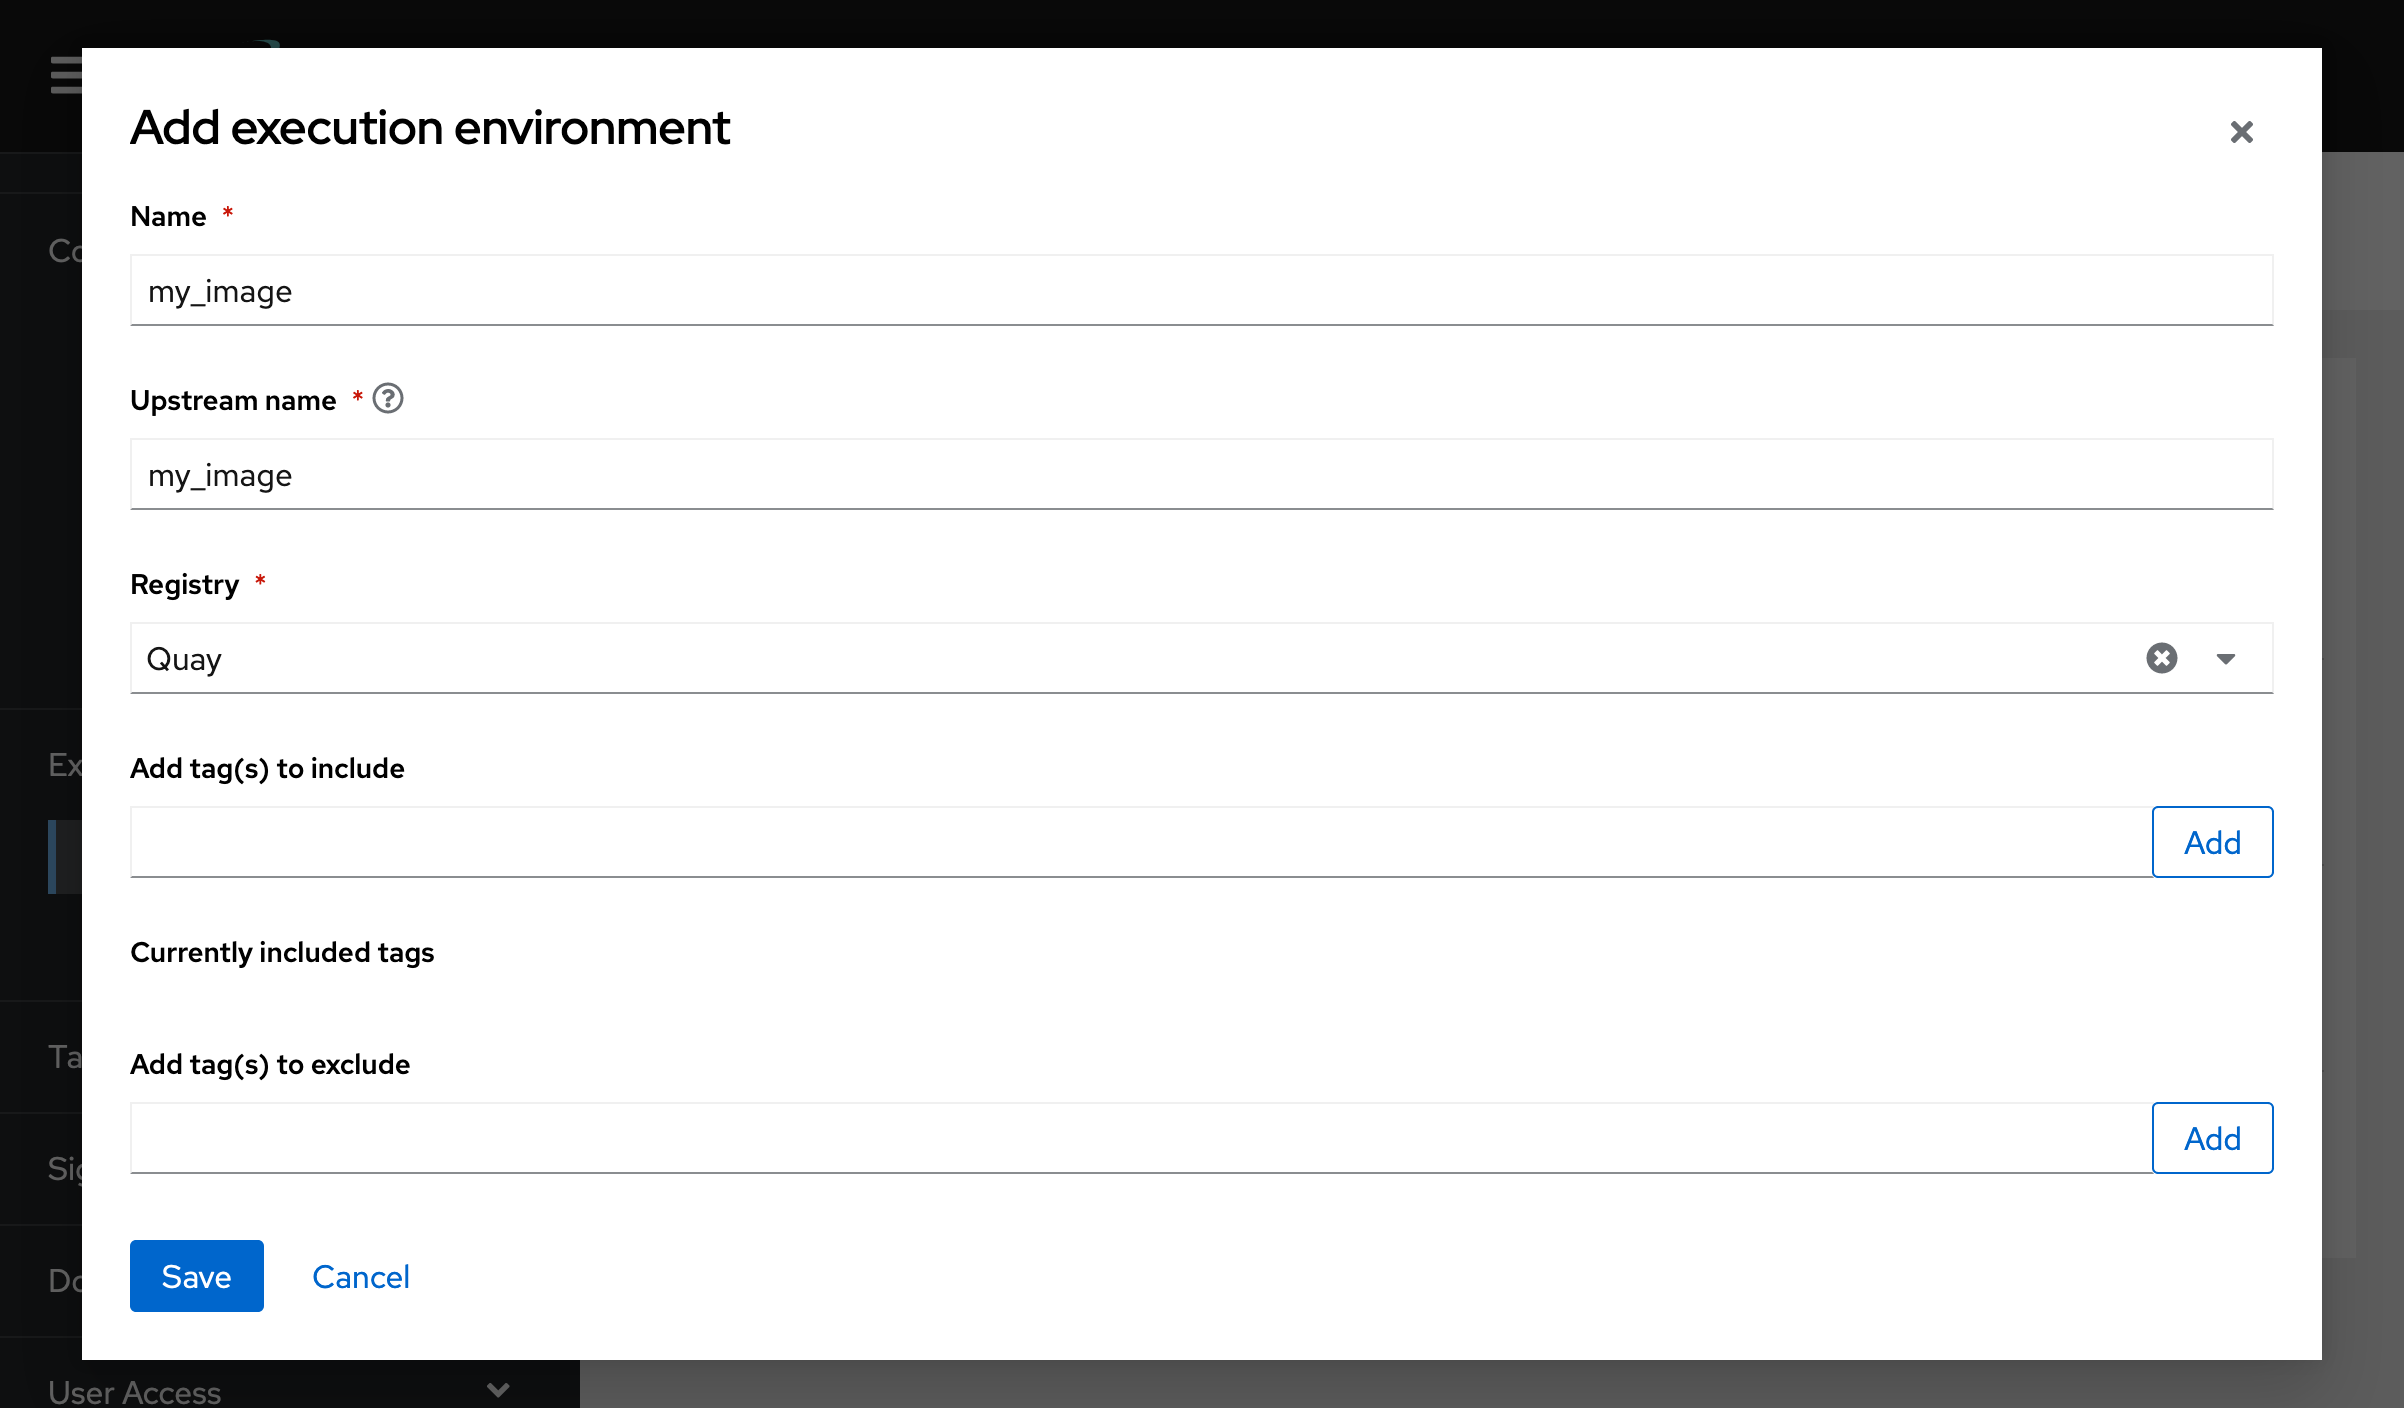 Add execution environment
Name *
my_image
Upstream name *
my_image
Registry *
Quay
Add tag(s) to include
Add
Currently included tags
Add tag(s) to exclude
Add
Save Cancel
User Access